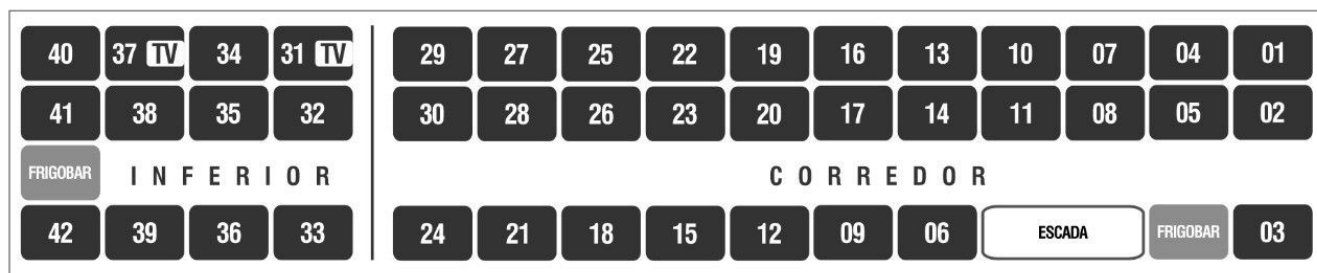 40 37 TV 34 31 TV 29 27 25 22 19 16 13 10 07 04 01
41 38 35 32 30 28 26 23 20 17 14 11 08 05 02
FRIGOBAR INFERIOR CORREDOR
42 39 36 33 24 21 18 15 12 09 06 ESCADA FRIGOBAR 03